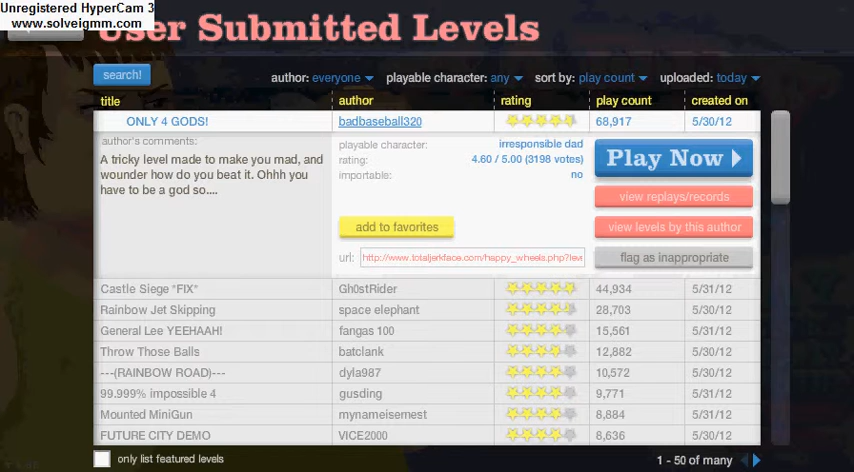 Unregistered HyperCam 3
www.solveigmm.com
User Submitted Levels
search!
author: everyone playable character: any sort by: play count uploaded: today
title author rating play count created on
ONLY 4 GODS! badbaseball320 68,917 5/30/12
author's comments:
A tricky level made to make you mad, and
wounder how do you beat it. Ohhh you
have to be a god so....
playable character: irresponsible dad
rating: 4.60 / 5.00 (3198 votes)
importable: no
add to favorites
url: http://www.totaljerkface.com/happy_wheels.php?leve
Play Now
view replays/records
view levels by this author
flag as inappropriate
Castle Siege *FIX* Gh0stRider 44,934 5/31/12
Rainbow Jet Skipping space elephant 28,703 5/30/12
General Lee YEEHAAH! fangas 100 15,561 5/31/12
Throw Those Balls batclank 12,882 5/30/12
---(RAINBOW ROAD)--- dyla987 10,572 5/30/12
99.999% impossible 4 gusding 9,771 5/31/12
Mounted MiniGun mynameisemest 8,884 5/31/12
FUTURE CITY DEMO VICE2000 8,636 5/30/12
only list featured levels
1 - 50 of many